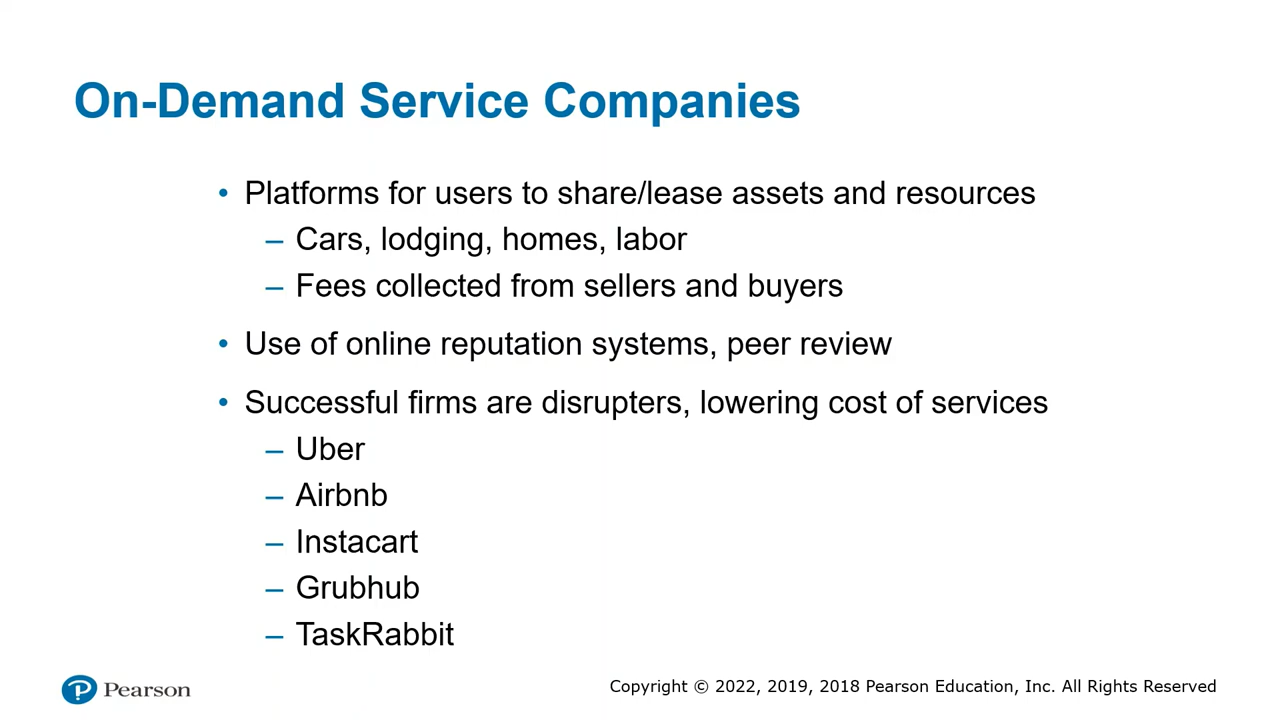 On-Demand Service Companies
• Platforms for users to share/lease assets and resources
– Cars, lodging, homes, labor
– Fees collected from sellers and buyers
• Use of online reputation systems, peer review
• Successful firms are disrupters, lowering cost of services
– Uber
– Airbnb
– Instacart
– Grubhub
– TaskRabbit
P Pearson
Copyright © 2022, 2019, 2018 Pearson Education, Inc. All Rights Reserved